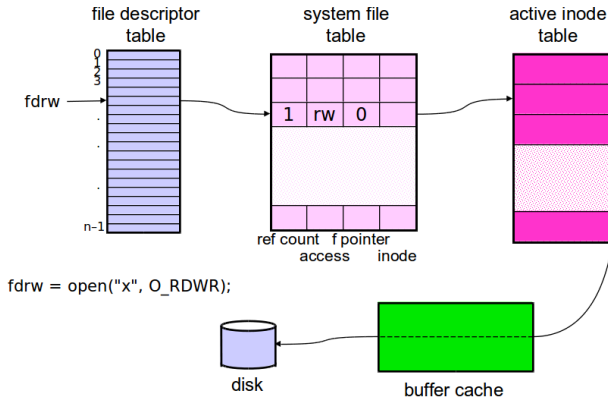 file descriptor
table
system file
table
active inode
table
0
1
2
3
fdrw
.
.
.
n-1
1 rw 0
ref count f pointer
access inode
fdrw = open("x", O_RDWR);
disk
buffer cache